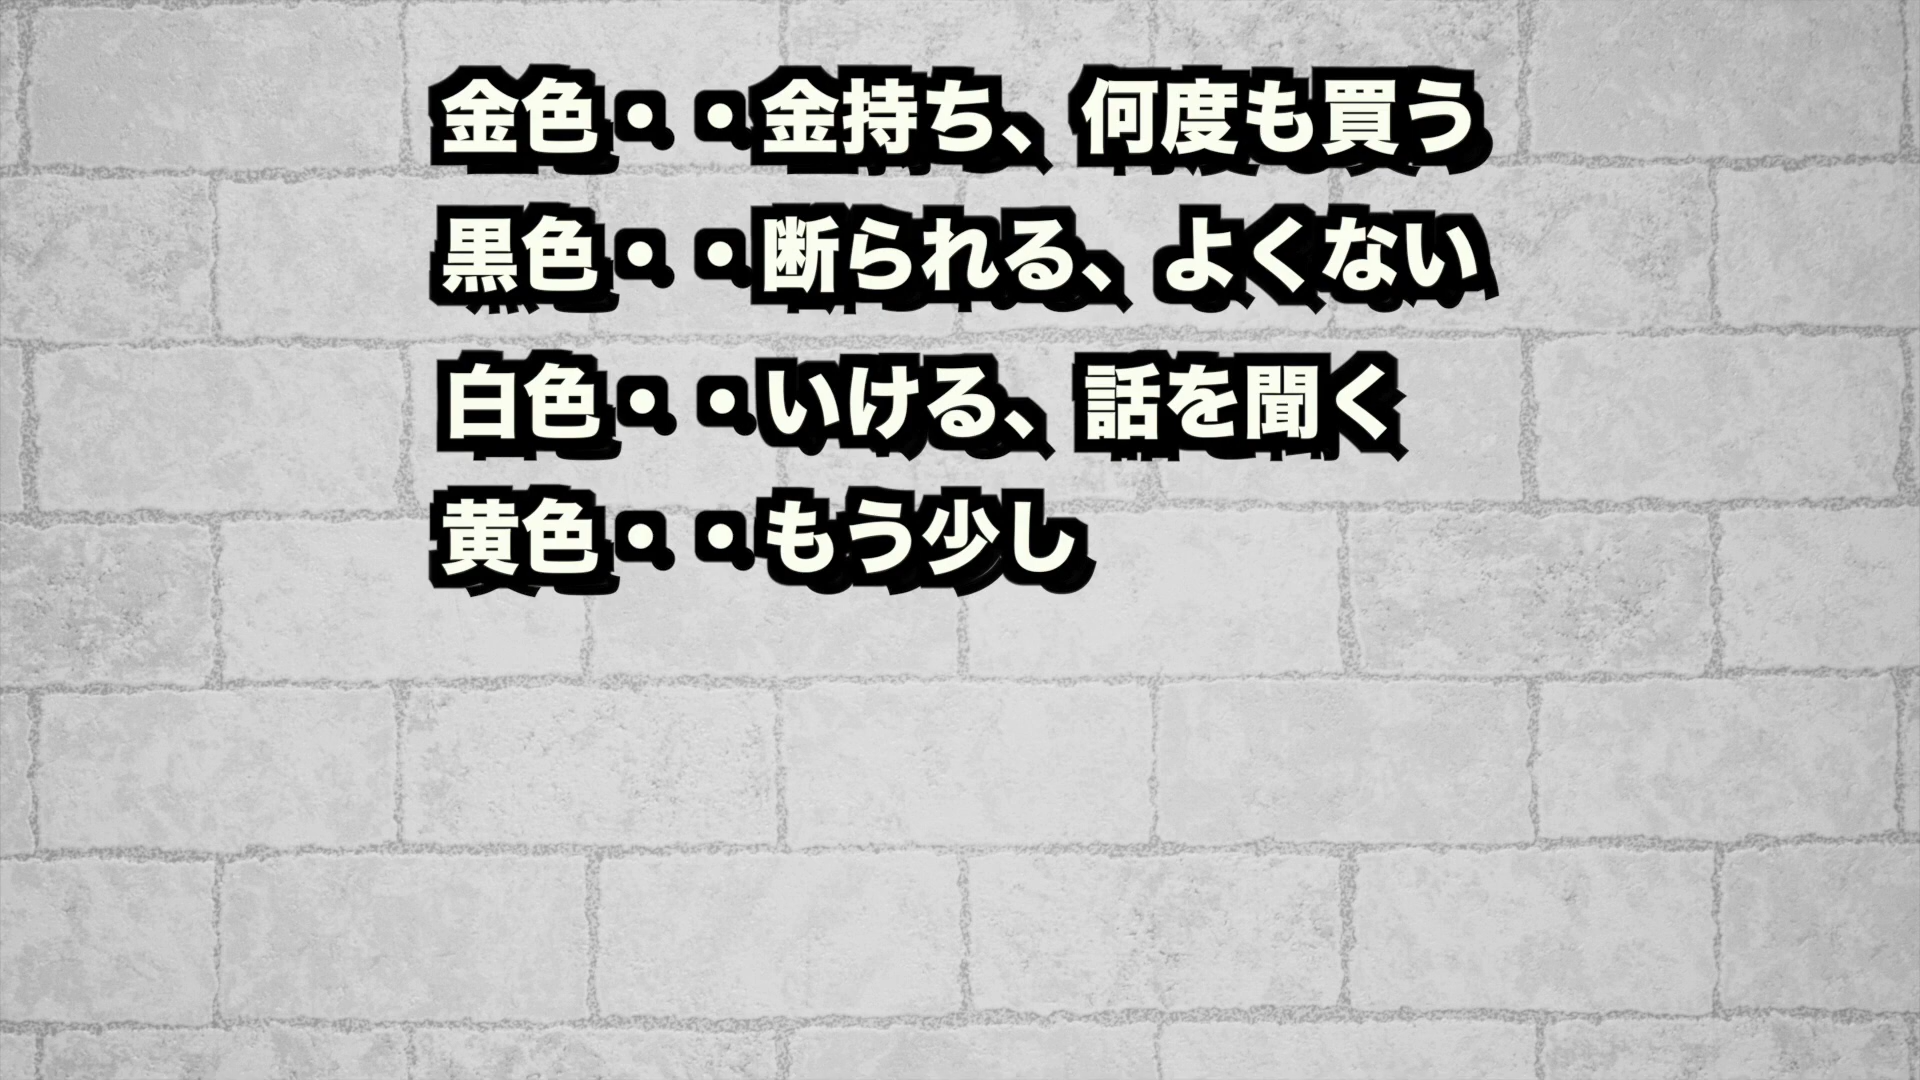 金色・・金持ち、何度も買う
黒色・・断られる、よくない
白色・・いける、話を聞く
黄色・・もう少し